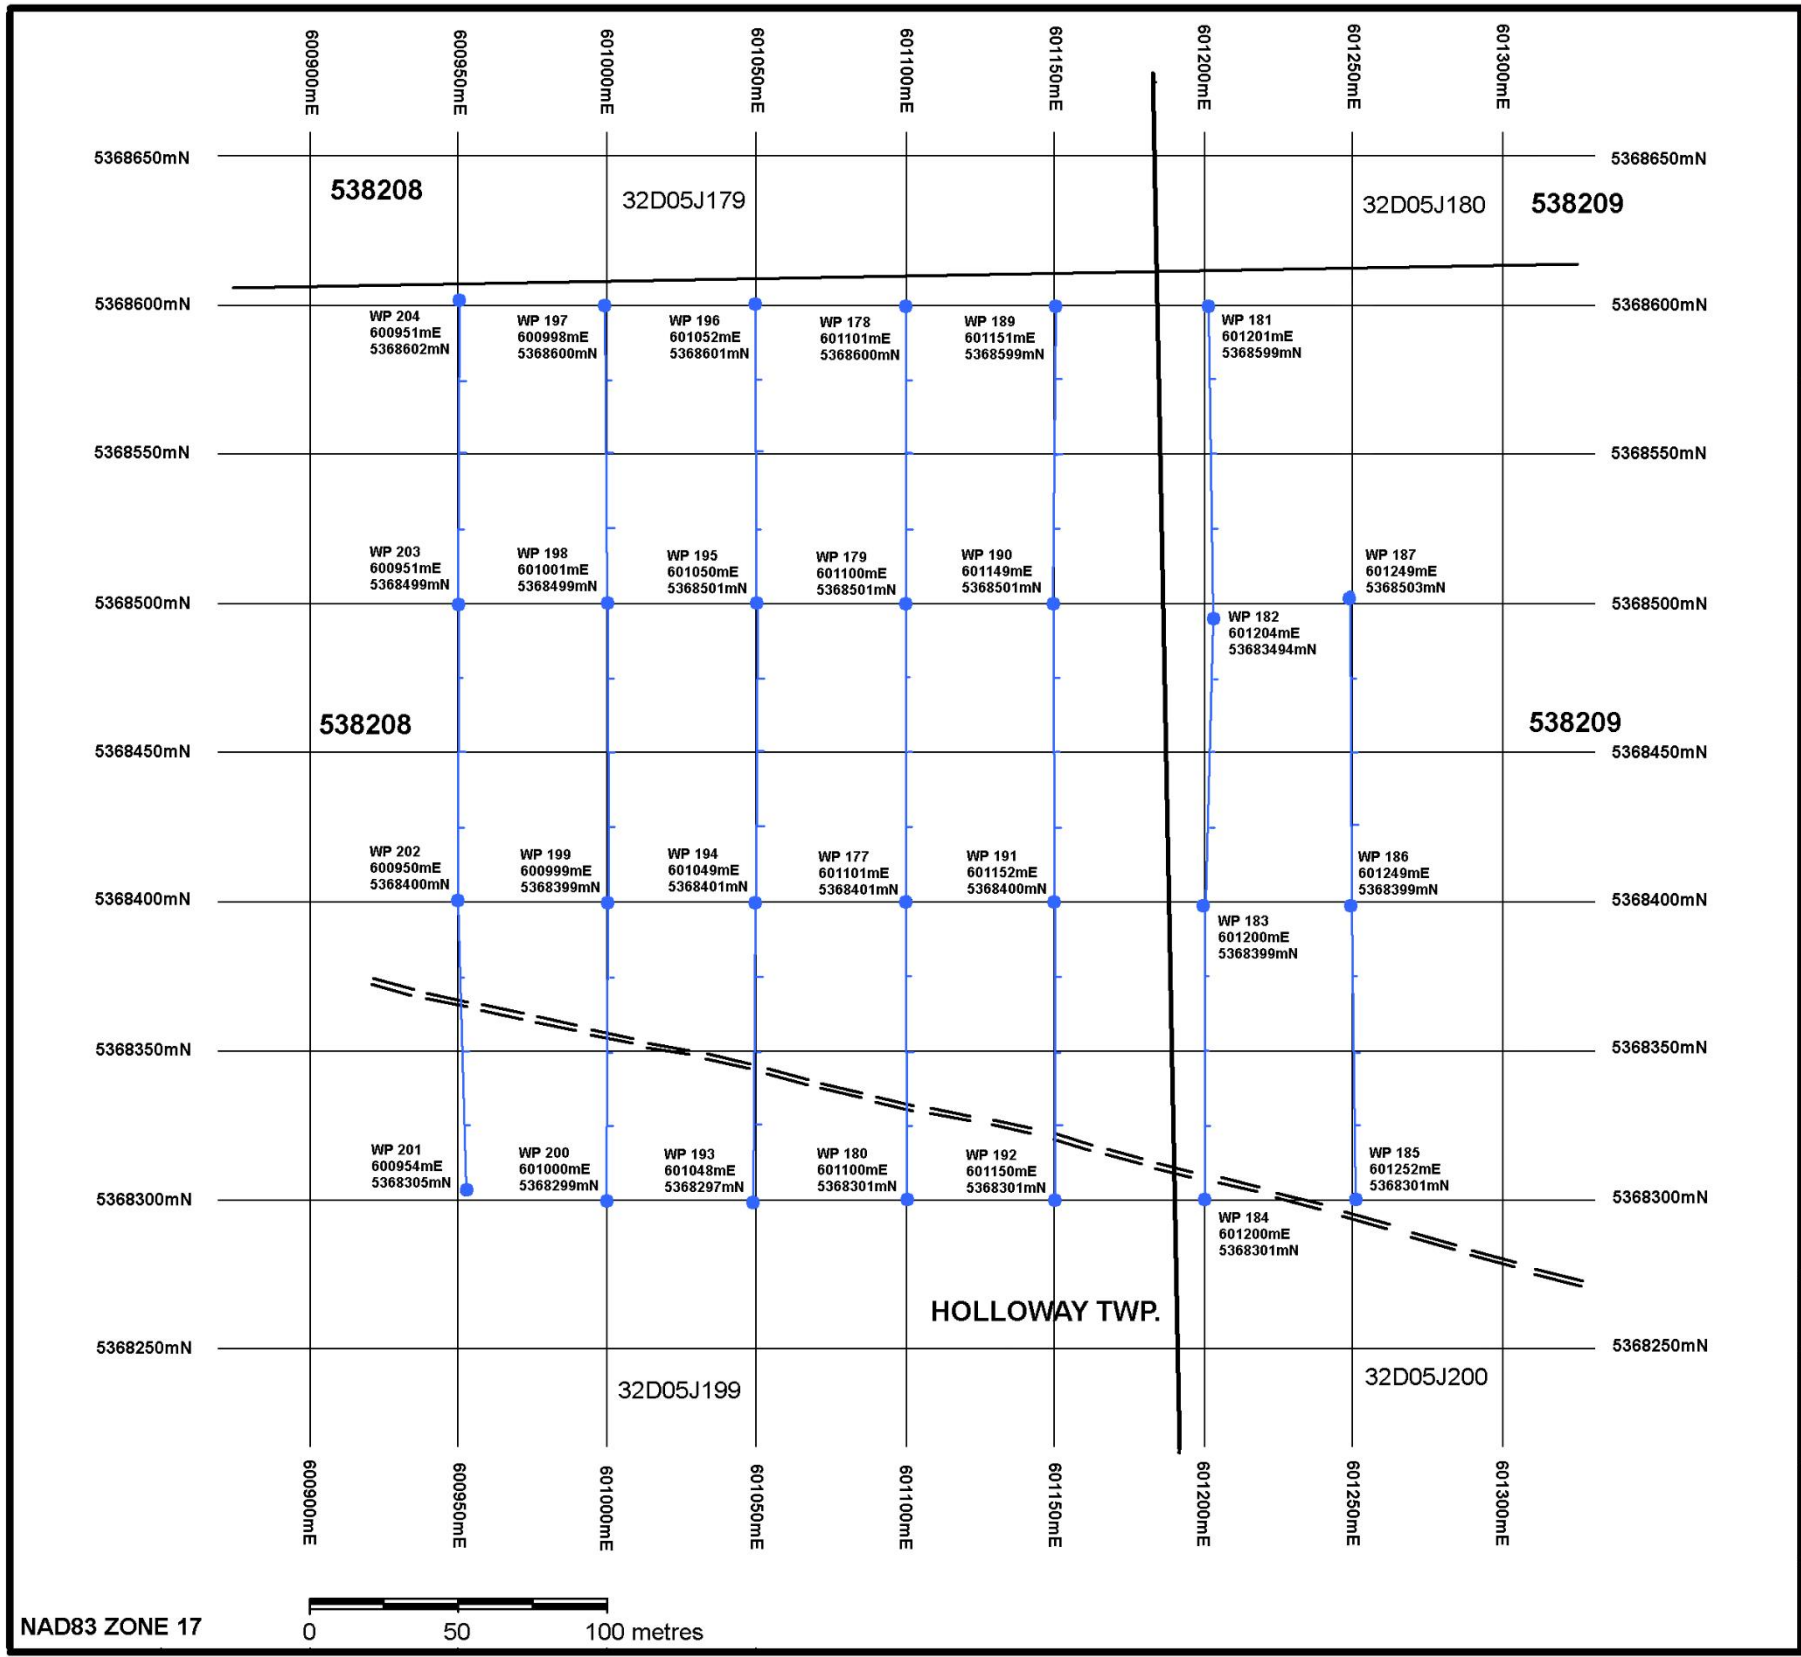 600900mE
600950mE
601000mE
601050mE
601100mE
601150mE
601200mE
601250mE
601300mE
5368650mN
5368650mN
538208
32D05J179
32D05J180
538209
5368600mN
5368600mN
WP 204
600951mE
5368602mN
WP 197
600998mE
5368600mN
WP 196
601052mE
5368601mN
WP 178
601101mE
5368600mN
WP 189
601151mE
5368599mN
WP 181
601201mE
5368599mN
5368550mN
5368550mN
WP 203
600951mE
5368499mN
WP 198
601001mE
5368499mN
WP 195
601050mE
5368501mN
WP 179
601100mE
5368501mN
WP 190
601149mE
5368501mN
WP 187
601249mE
5368503mN
5368500mN
5368500mN
WP 182
601204mE
53683494mN
538208
538209
5368450mN
5368450mN
WP 202
600950mE
5368400mN
WP 199
600999mE
5368399mN
WP 194
601049mE
5368401mN
WP 177
601101mE
5368401mN
WP 191
601152mE
5368400mN
WP 186
601249mE
5368399mN
5368400mN
5368400mN
WP 183
601200mE
5368399mN
5368350mN
5368350mN
WP 201
600954mE
5368305mN
WP 200
601000mE
5368299mN
WP 193
601048mE
5368297mN
WP 180
601100mE
5368301mN
WP 192
601150mE
5368301mN
WP 185
601252mE
5368301mN
5368300mN
5368300mN
WP 184
601200mE
5368301mN
HOLLOWAY TWP.
5368250mN
5368250mN
32D05J199
32D05J200
600900mE
600950mE
601000mE
601050mE
601100mE
601150mE
601200mE
601250mE
601300mE
NAD83 ZONE 17
0 50 100 metres